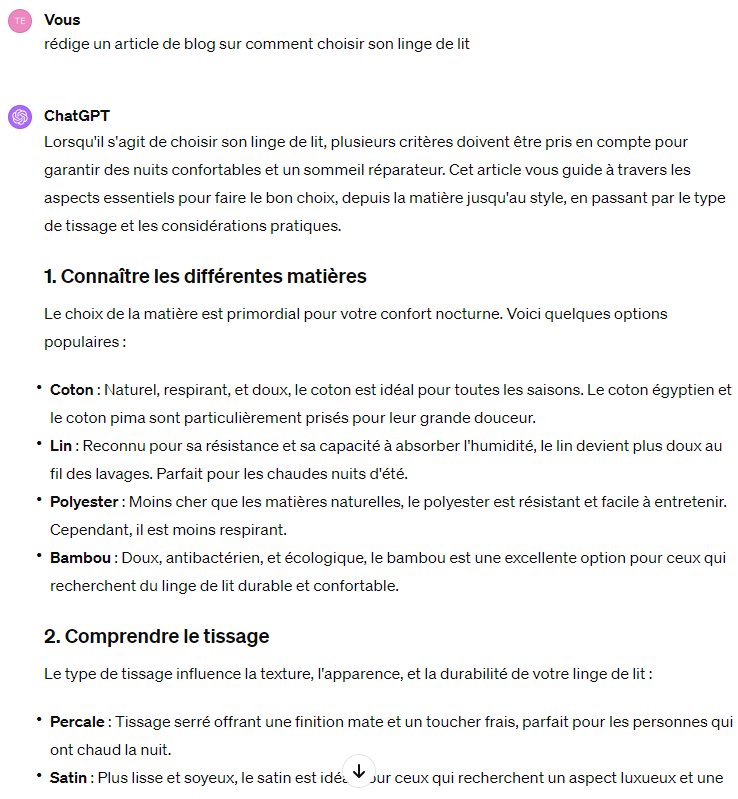 TE
Vous
rédige un article de blog sur comment choisir son linge de lit
ChatGPT
Lorsqu'il s'agit de choisir son linge de lit, plusieurs critères doivent être pris en compte pour
garantir des nuits confortables et un sommeil réparateur. Cet article vous guide à travers les
aspects essentiels pour faire le bon choix, depuis la matière jusqu'au style, en passant par le type
de tissage et les considérations pratiques.
1. Connaître les différentes matières
Le choix de la matière est primordial pour votre confort nocturne. Voici quelques options
populaires :
• Coton : Naturel, respirant, et doux, le coton est idéal pour toutes les saisons. Le coton égyptien et
le coton pima sont particulièrement prisés pour leur grande douceur.
• Lin : Reconnu pour sa résistance et sa capacité à absorber l'humidité, le lin devient plus doux au
fil des lavages. Parfait pour les chaudes nuits d'été.
• Polyester : Moins cher que les matières naturelles, le polyester est résistant et facile à entretenir.
Cependant, il est moins respirant.
• Bambou : Doux, antibactérien, et écologique, le bambou est une excellente option pour ceux qui
recherchent du linge de lit durable et confortable.
2. Comprendre le tissage
Le type de tissage influence la texture, l'apparence, et la durabilité de votre linge de lit :
• Percale : Tissage serré offrant une finition mate et un toucher frais, parfait pour les personnes qui
ont chaud la nuit.
• Satin : Plus lisse et soyeux, le satin est ceux qui recherchent un aspect luxueux et une